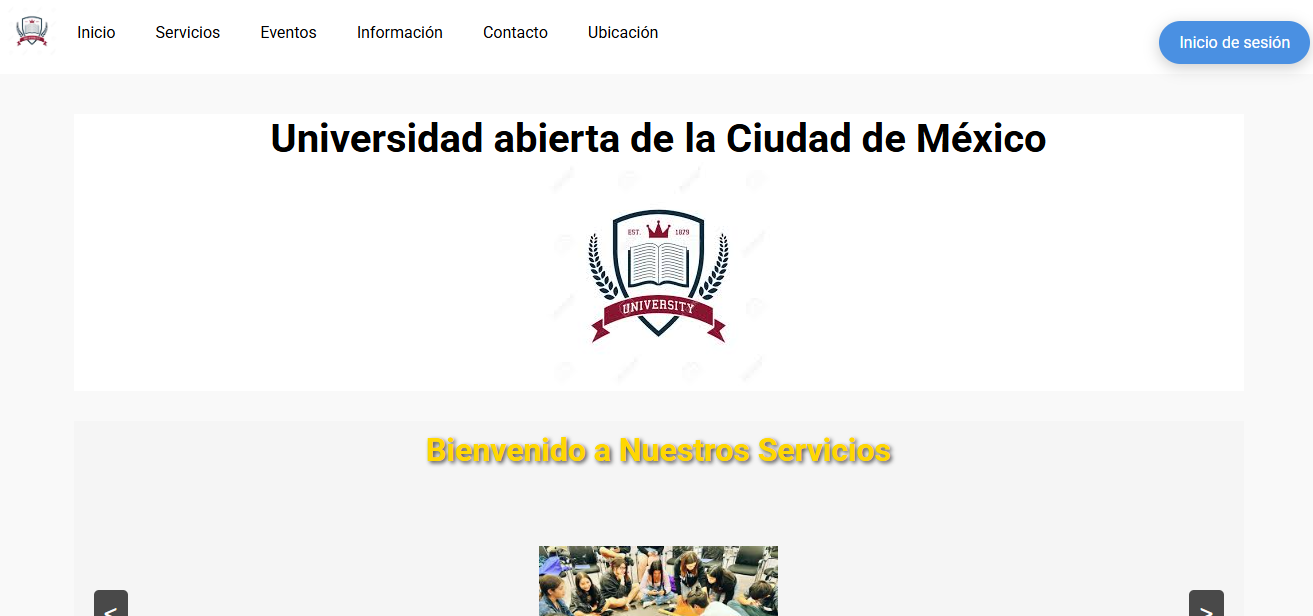 Inicio
Servicios
Eventos
Información
Contacto
Ubicación
Inicio de sesión
Universidad abierta de la Ciudad de México
EST. 1879
UNIVERSITY
Bienvenido a Nuestros Servicios
<
>